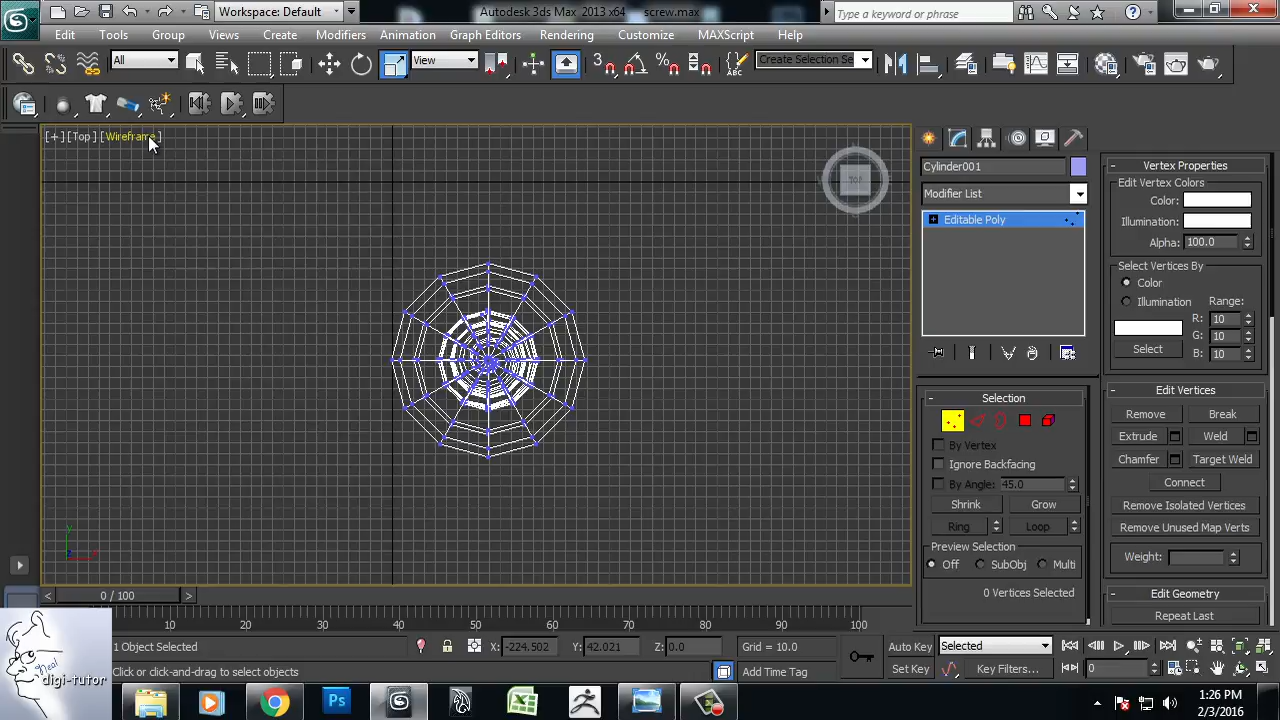 Workspace: Default
Autodesk 3ds Max 2013 x64
screw.max
Type a keyword or phrase
Edit Tools Group Views Create Modifiers Animation Graph Editors Rendering Customize MAXScript Help
All
View
3
Create Selection Se
[+] [Top] [Wireframe]
TOP
Cylinder001
Modifier List
Editable Poly
Vertex Properties
Edit Vertex Colors
Color:
Illumination:
Alpha: 100.0
Select Vertices By
Color
Illumination Range:
R: 10
G: 10
Select B: 10
Selection
By Vertex
Ignore Backfacing
By Angle: 45.0
Shrink Grow
Ring Loop
Preview Selection
Off SubObj Multi
0 Vertices Selected
Edit Vertices
Remove Break
Extrude Weld
Chamfer Target Weld
Connect
Remove Isolated Vertices
Remove Unused Map Verts
Weight:
Edit Geometry
Repeat Last
y
< 0 / 100 >
10 20 30 40 50 60 70 80 90 100
1 Object Selected
X: -224.502 Y: 42.021 Z: 0.0 Grid = 10.0
Auto Key Selected
Click or click-and-drag to select objects
Add Time Tag
Set Key Key Filters... 0
Neal
digi-tutor
Ps
1:26 PM
2/3/2016